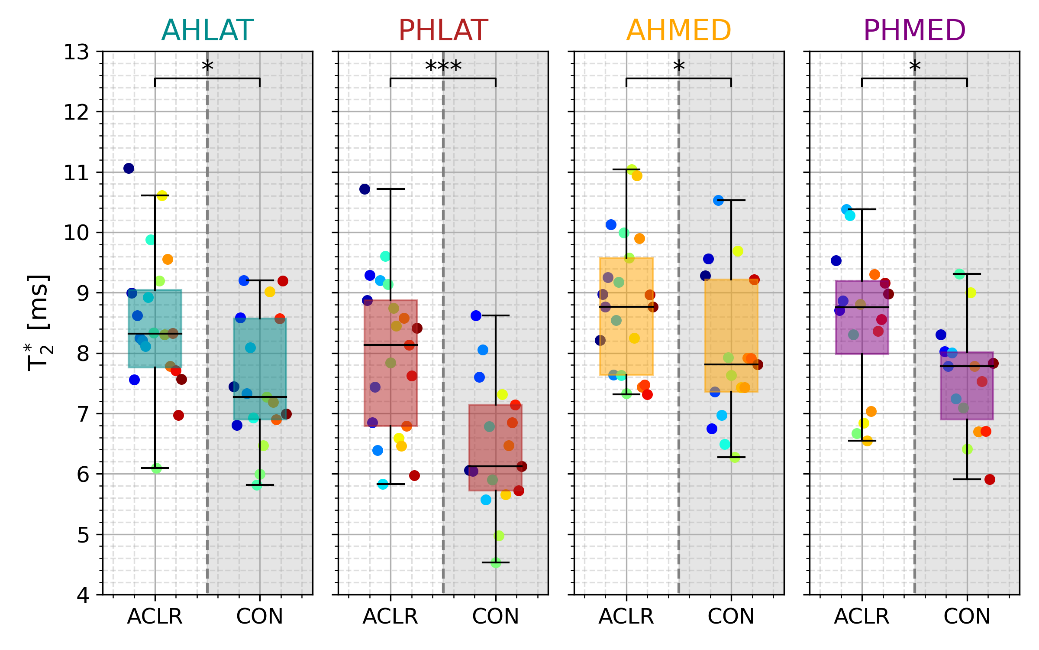 AHLAT PHLAT AHMED PHMED
* *** * *
13
12
11
10
9
8
7
6
5
4
T₂* [ms]
ACLR CON ACLR CON ACLR CON ACLR CON